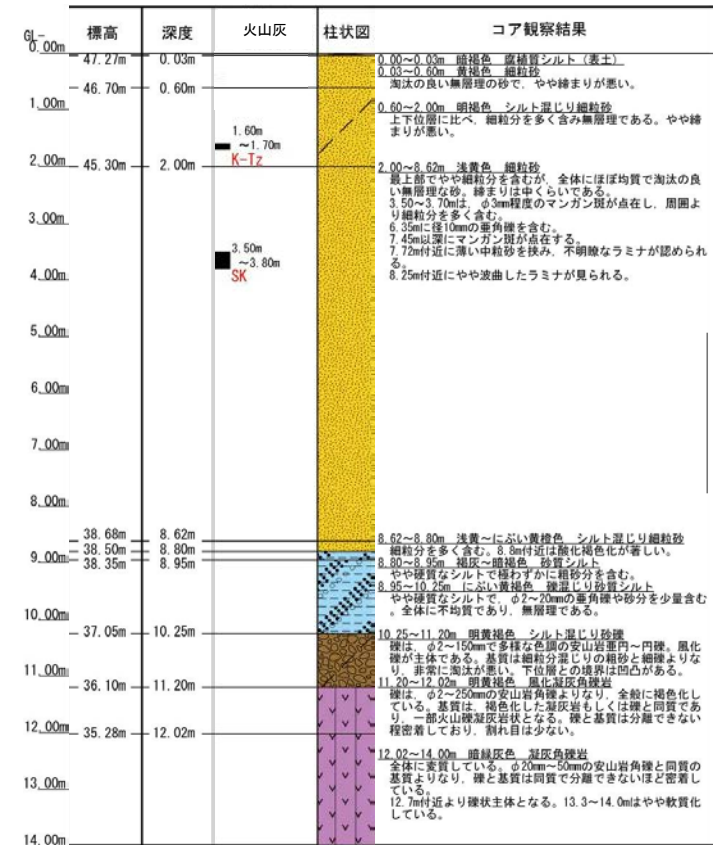 標高 深度 火山灰 柱状図 コア観察結果
GL-
0.00m
47.27m 0.03m
46.70m 0.60m
1.00m
1.60m
～1.70m
K-Tz
2.00m
45.30m 2.00m
3.00m
3.50m
～3.80m
SK
4.00m
5.00m
6.00m
7.00m
8.00m
38.68m 8.62m
38.50m 8.80m
9.00m
38.35m 8.95m
10.00m
37.05m 10.25m
11.00m
36.10m 11.20m
12.00m
35.28m 12.02m
13.00m
14.00m
0.00～0.03m 暗褐色 腐植質シルト（表土）
0.03～0.60m 黄褐色 細粒砂
淘汰の良い無層理の砂で、やや締まりが悪い。
0.60～2.00m 明褐色 シルト混じり細粒砂
上下位層に比べ、細粒分を多く含み無層理である。やや締
まりが悪い。
2.00～8.62m 浅黄色 細粒砂
最上部でやや細粒分を含むが、全体にほぼ均質で淘汰の良
い無層理な砂。締まりは中くらいである。
3.50～3.70mは、φ3mm程度のマンガン斑が点在し、周囲よ
り細粒分を多く含む。
6.35mに径10mmの亜角礫を含む。
7.45m以深にマンガン斑が点在する。
7.72m付近に薄い中粒砂を挟み、不明瞭なラミナが認められ
る。
8.25m付近にやや波曲したラミナが見られる。
8.62～8.80m 浅黄～にぶい黄橙色 シルト混じり細粒砂
細粒分を多く含む。8.8m付近は酸化褐色化が著しい。
8.80～8.95m 褐灰～暗褐色 砂質シルト
やや硬質なシルトで極わずかに粗砂分を含む。
8.95～10.25m にぶい黄褐色 礫混じり砂質シルト
やや硬質なシルトで、φ2～20mmの亜角礫や砂分を少量含む
。全体に不均質であり、無層理である。
10.25～11.20m 明黄褐色 シルト混じり砂礫
礫は、φ2～150mmで多様な色調の安山岩亜円～円礫。風化
礫が主体である。基質は細粒分混じりの粗砂と細礫よりな
り、非常に淘汰が悪い。下位層との境界は凹凸がある。
11.20～12.02m 明黄褐色 風化凝灰角礫岩
礫は、φ2～250mmの安山岩角礫よりなり、全般に褐色化し
ている。基質は、褐色化した凝灰岩もしくは礫と同質であ
り、一部火山礫凝灰岩状となる。礫と基質は分離できない
程密着しており、割れ目は少ない。
12.02～14.00m 暗緑灰色 凝灰角礫岩
全体に変質している。φ20mm～50mmの安山岩角礫と同質の
基質よりなり、礫と基質は同質で分離できないほど密着し
ている。
12.7m付近より礫状主体となる。13.3～14.0mはやや軟質化
している。